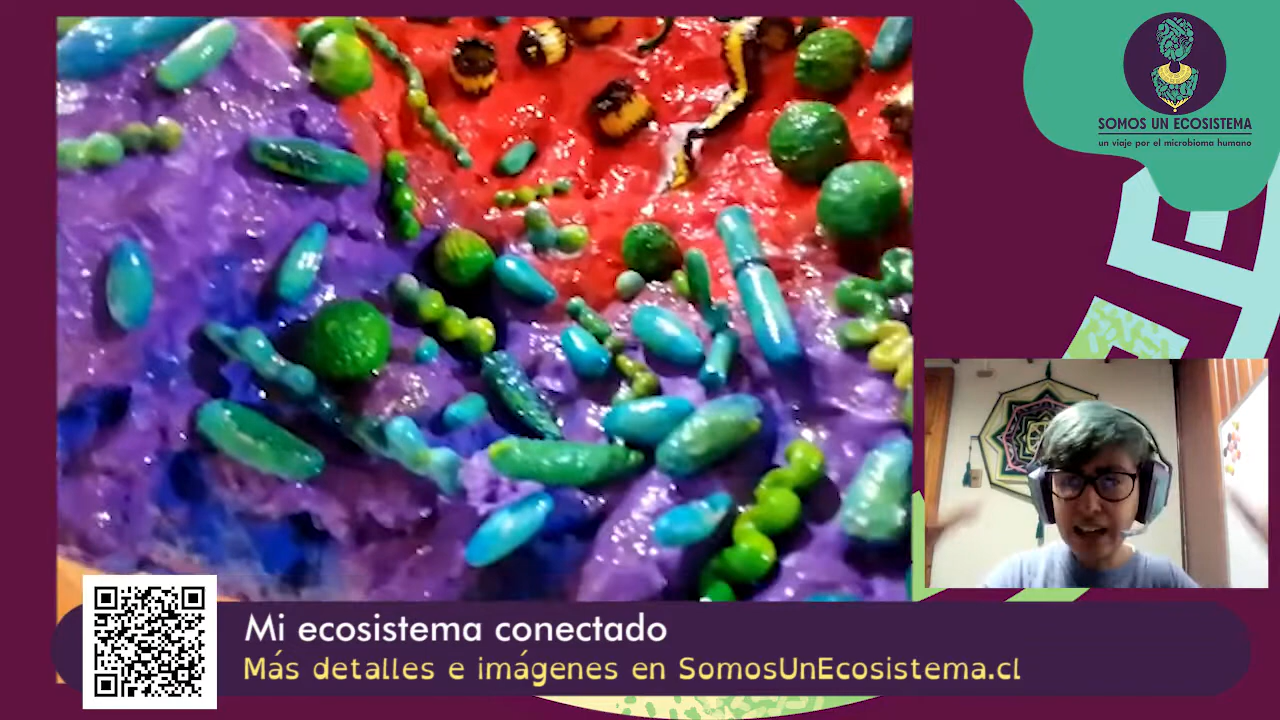 SOMOS UN ECOSISTEMA
un viaje por el microbioma humano
Mi ecosistema conectado
Más detalles e imágenes en SomosUnEcosistema.cl